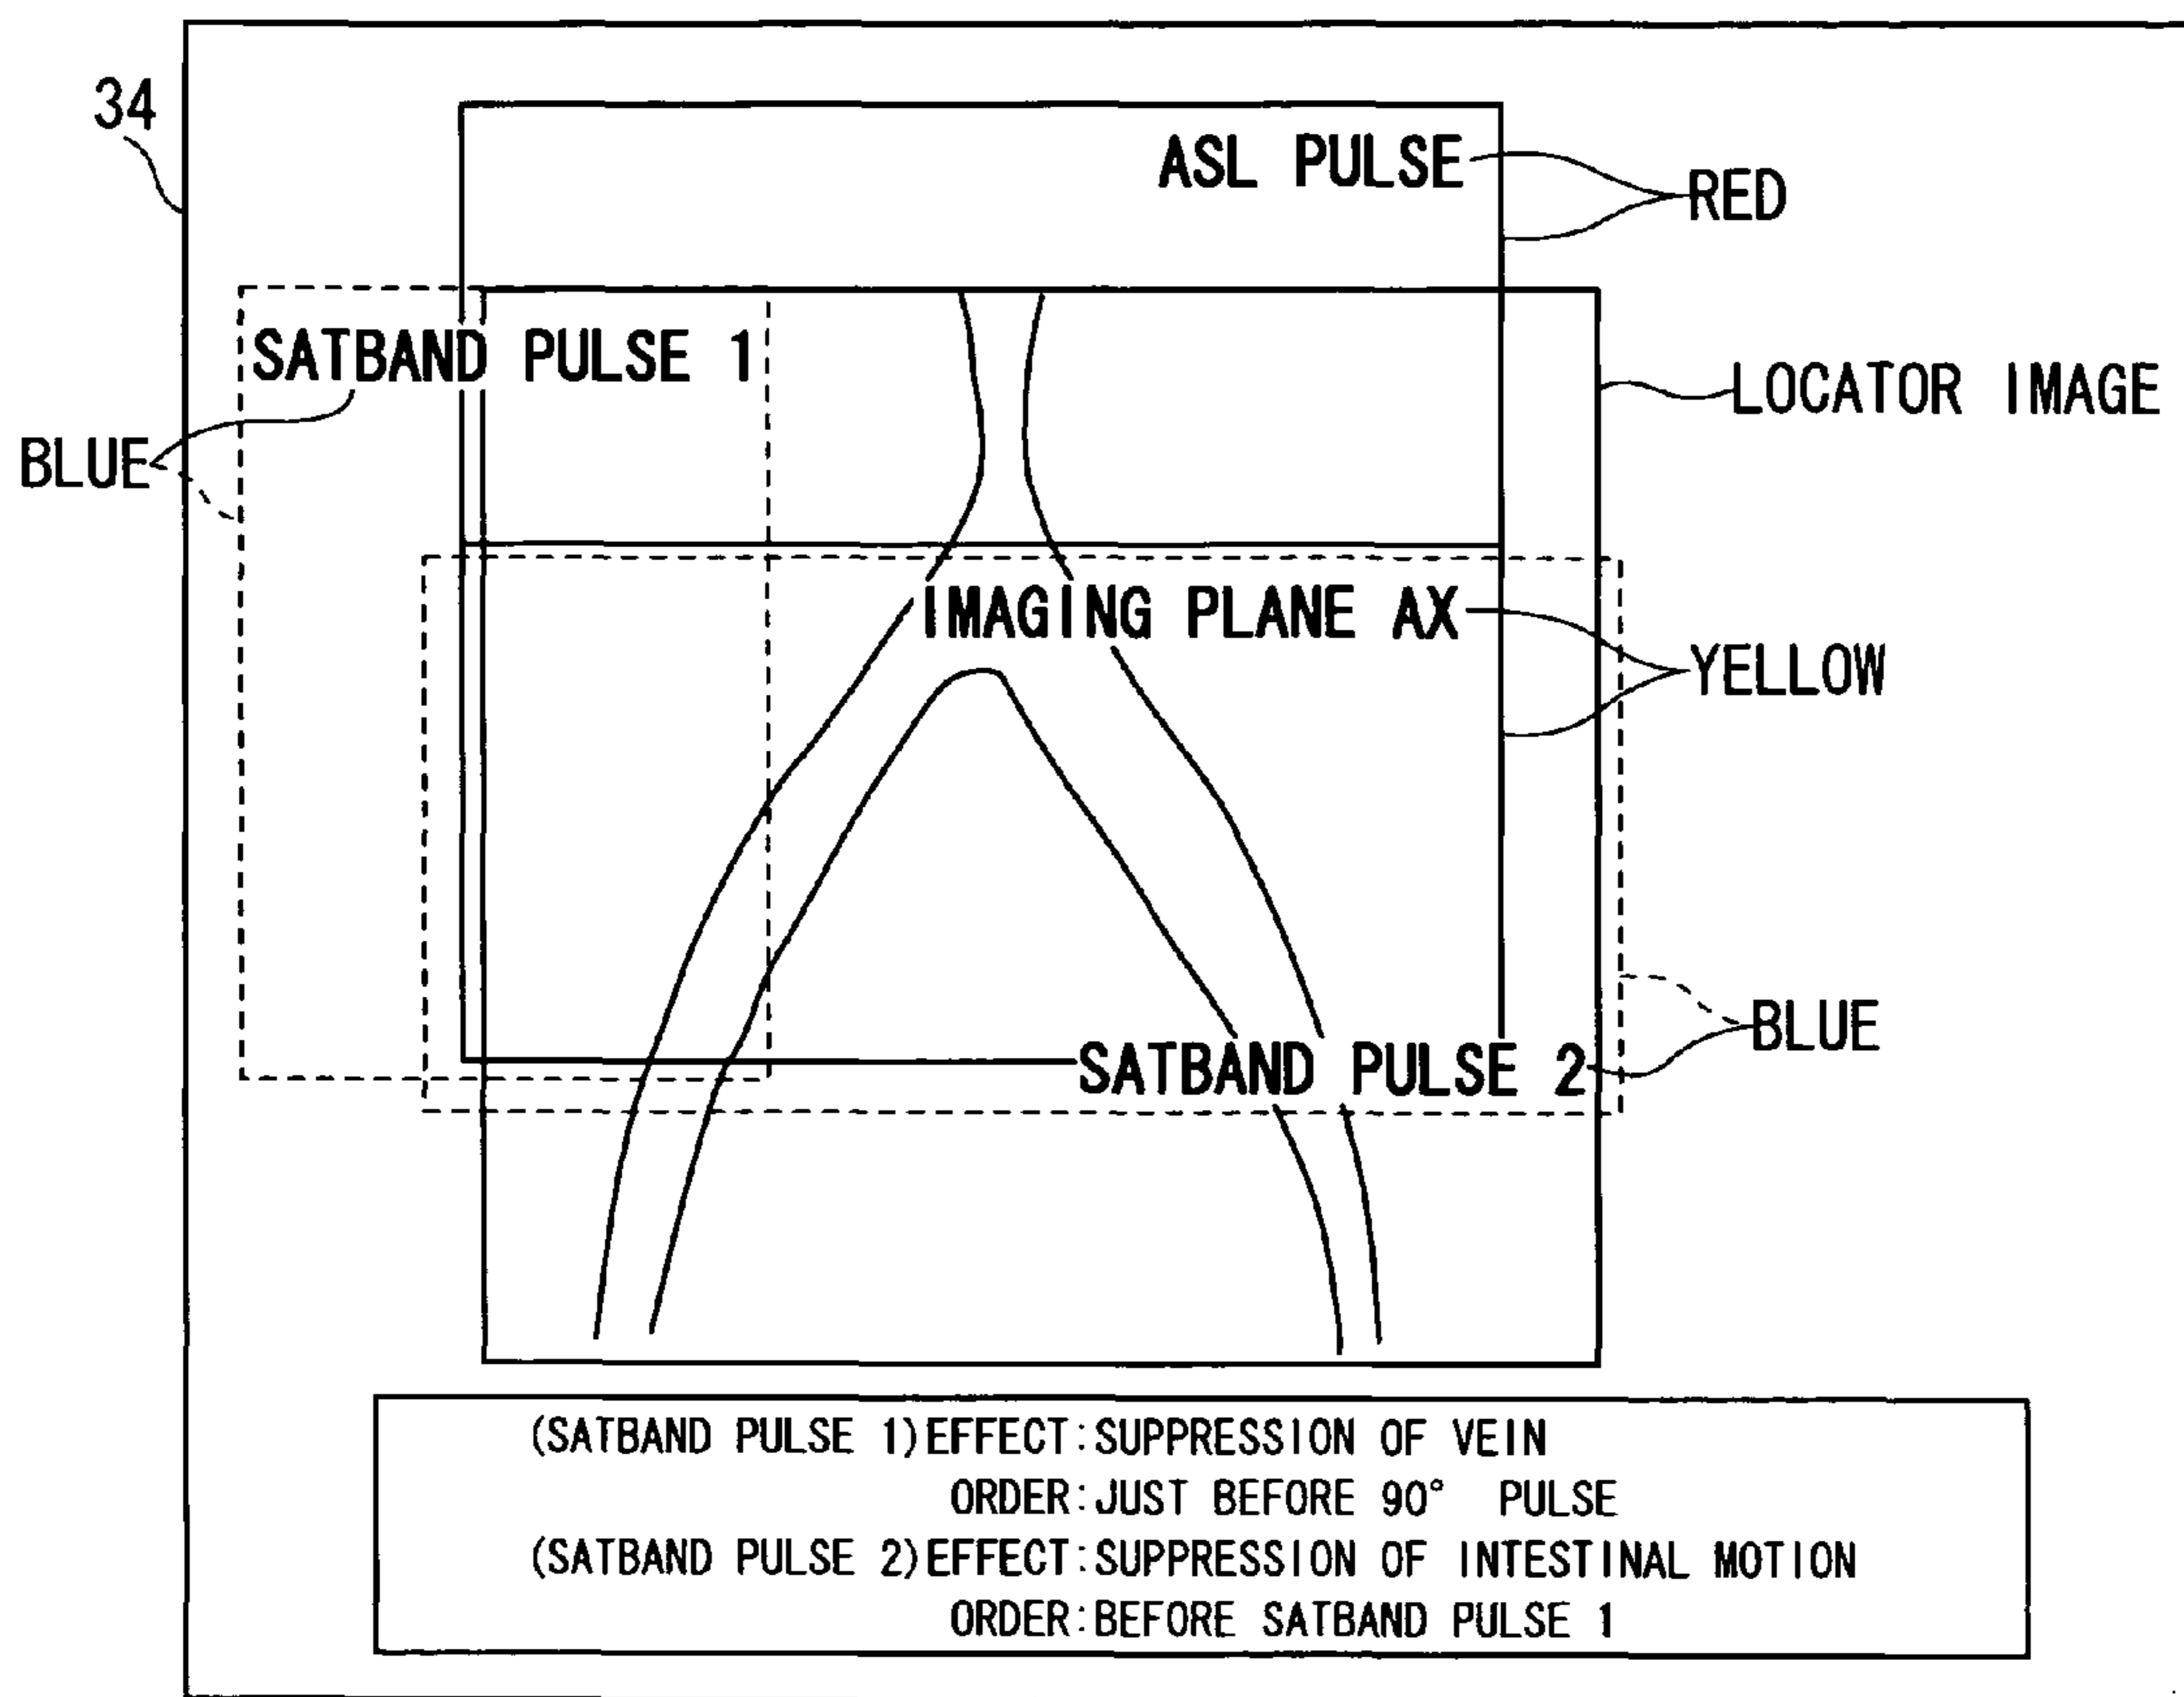 34
ASL PULSE
RED
SATBAND PULSE 1
LOCATOR IMAGE
BLUE
IMAGING PLANE AX
YELLOW
BLUE
SATBAND PULSE 2
(SATBAND PULSE 1)EFFECT:SUPPRESSION OF VEIN
ORDER:JUST BEFORE 90° PULSE
(SATBAND PULSE 2)EFFECT:SUPPRESSION OF INTESTINAL MOTION
ORDER:BEFORE SATBAND PULSE 1